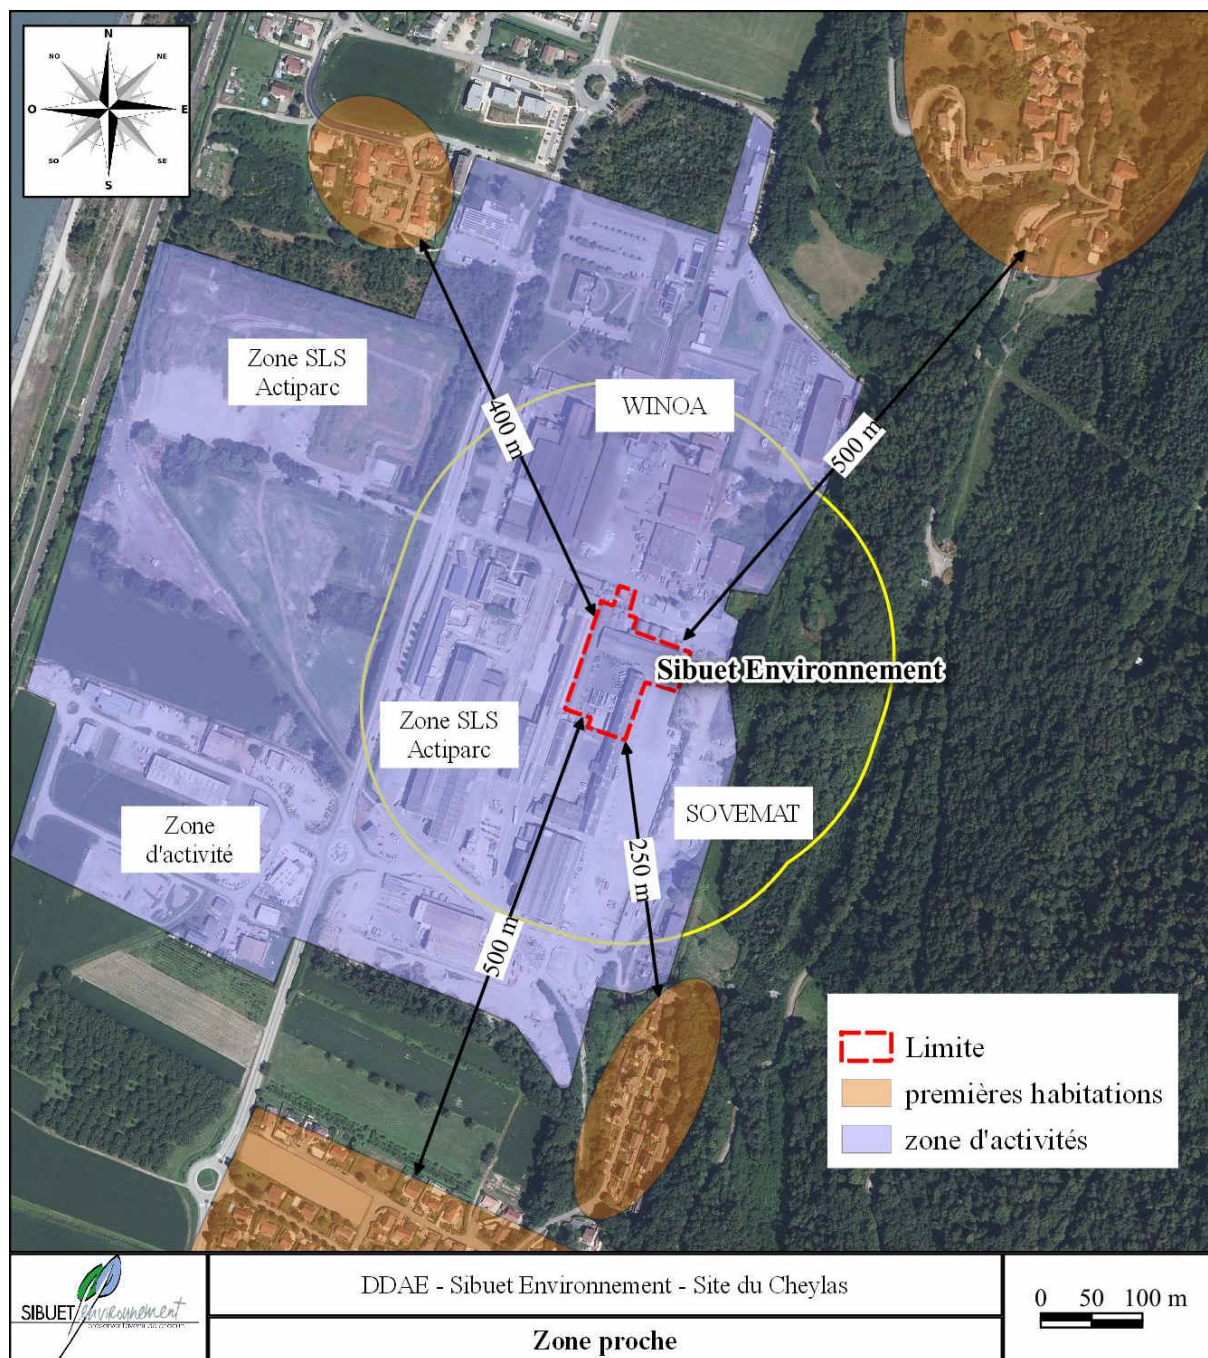 N
NO
NE
O
E
SO
SE
S
Zone SLS
Actiparc
WINOA
400 m
500 m
Sibuet Environnement
Zone SLS
Actiparc
SOVEMAT
Zone
d'activité
250 m
500 m
Limite
premières habitations
zone d'activités
SIBUET environnement
DDAE - Sibuet Environnement - Site du Cheylas
Zone proche
0 50 100 m